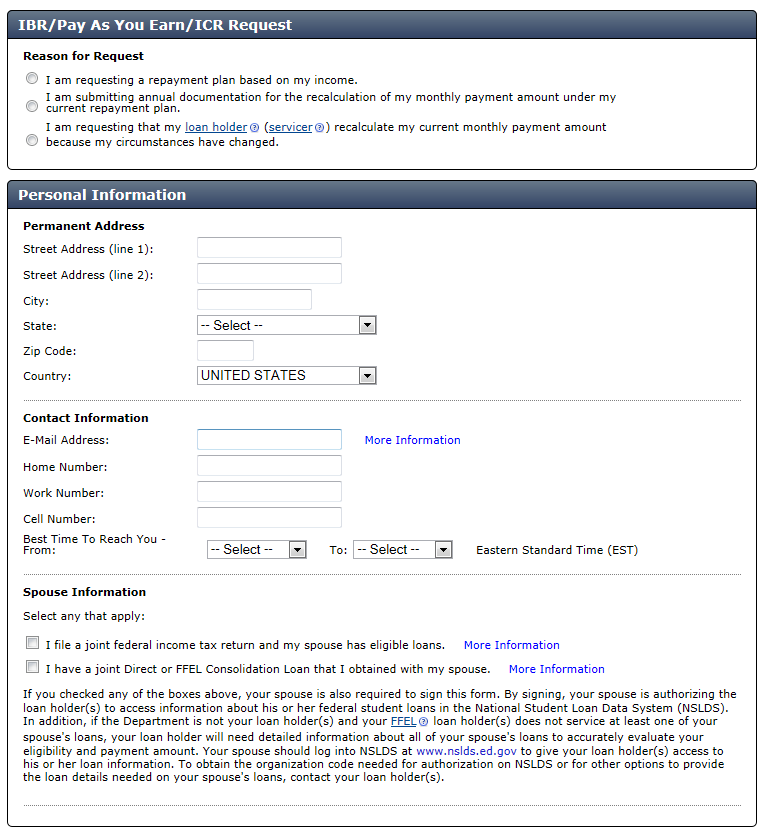 IBR/Pay As You Earn/ICR Request
Reason for Request
I am requesting a repayment plan based on my income.
I am submitting annual documentation for the recalculation of my monthly payment amount under my
current repayment plan.
I am requesting that my loan holder ? (servicer ?) recalculate my current monthly payment amount
because my circumstances have changed.
Personal Information
Permanent Address
Street Address (line 1):
Street Address (line 2):
City:
State: -- Select --
Zip Code:
Country: UNITED STATES
Contact Information
E-Mail Address: More Information
Home Number:
Work Number:
Cell Number:
Best Time To Reach You -
From: -- Select -- To: -- Select -- Eastern Standard Time (EST)
Spouse Information
Select any that apply:
I file a joint federal income tax return and my spouse has eligible loans. More Information
I have a joint Direct or FFEL Consolidation Loan that I obtained with my spouse. More Information
If you checked any of the boxes above, your spouse is also required to sign this form. By signing, your spouse is authorizing the
loan holder(s) to access information about his or her federal student loans in the National Student Loan Data System (NSLDS).
In addition, if the Department is not your loan holder(s) and your FFEL ? loan holder(s) does not service at least one of your
spouse's loans, your loan holder will need detailed information about all of your spouse's loans to accurately evaluate your
eligibility and payment amount. Your spouse should log into NSLDS at www.nslds.ed.gov to give your loan holder(s) access to
his or her loan information. To obtain the organization code needed for authorization on NSLDS or for other options to provide
the loan details needed on your spouse's loans, contact your loan holder(s).